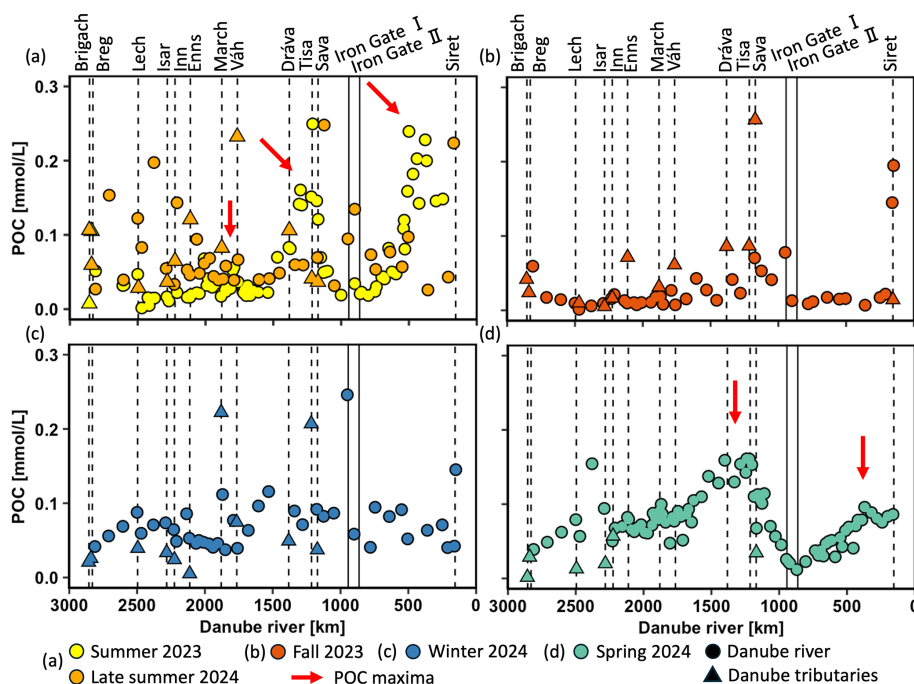 (a)
Brigach
Breg
Lech
Isar
Inn
Enns
March
Váh
Dráva
Tisa
Sava
Iron Gate I
Iron Gate II
Siret
(b)
Brigach
Breg
Lech
Isar
Inn
Enns
March
Váh
Dráva
Tisa
Sava
Iron Gate I
Iron Gate II
Siret
POC [mmol/L]
0.3
0.2
0.1
0.0
(c)
(d)
POC [mmol/L]
0.3
0.2
0.1
0.0
3000 2000 1000 500 0
Danube river [km]
3000 2500 2000 1500 1000 500 0
Danube river [km]
(a) Summer 2023
Late summer 2024
(b) Fall 2023
(c) Winter 2024
(d) Spring 2024
POC maxima
Danube river
Danube tributaries